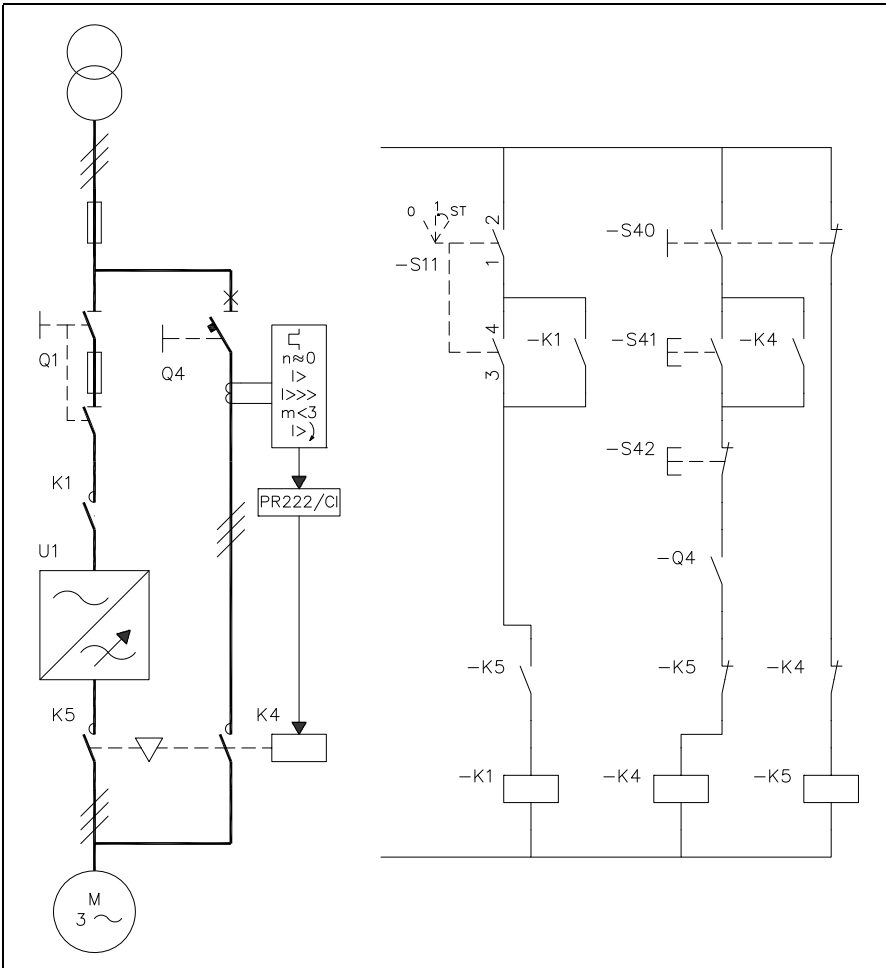 Q1
Q4
n≈0
I>
I>>>
m<3
I>
K1
PR222/CI
U1
K5
K4
M
3
0
1
ST
2
-S11
1
4
3
-K1
-S40
-S41
-K4
-S42
-Q4
-K5
-K5
-K4
-K1
-K4
-K5